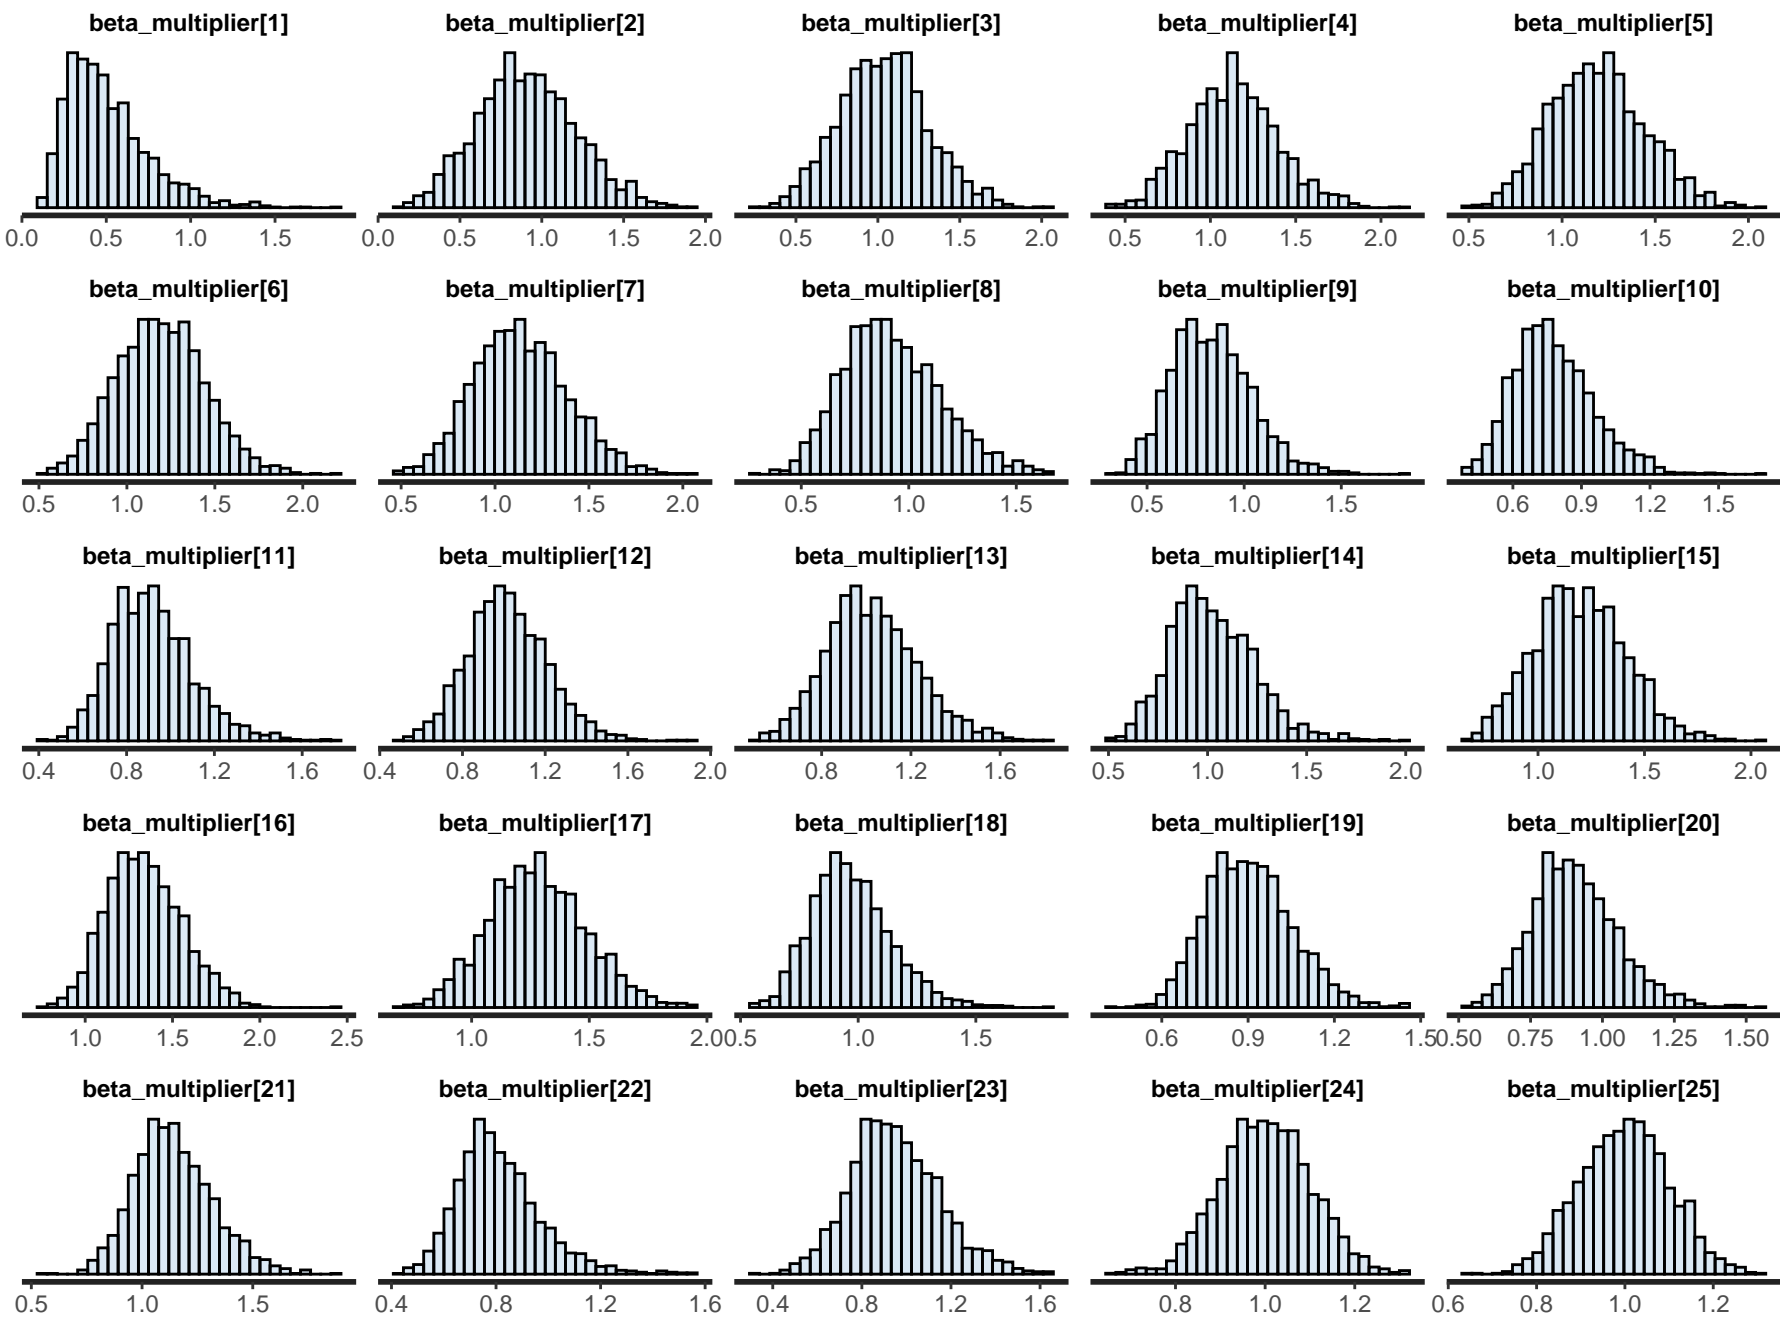 beta_multiplier[1] beta_multiplier[2] beta_multiplier[3] beta_multiplier[4] beta_multiplier[5]
0.0 0.5 1.0 1.5 0.0 0.5 1.0 1.5 2.0 0.5 1.0 1.5 2.0 0.5 1.0 1.5 2.0 0.5 1.0 1.5 2.0
beta_multiplier[6] beta_multiplier[7] beta_multiplier[8] beta_multiplier[9] beta_multiplier[10]
0.5 1.0 1.5 2.0 0.5 1.0 1.5 2.0 0.5 1.0 1.5 0.5 1.0 1.5 0.6 0.9 1.2 1.5
beta_multiplier[11] beta_multiplier[12] beta_multiplier[13] beta_multiplier[14] beta_multiplier[15]
0.4 0.8 1.2 1.6 0.4 0.8 1.2 1.6 2.0 0.8 1.2 1.6 0.5 1.0 1.5 2.0 1.0 1.5 2.0
beta_multiplier[16] beta_multiplier[17] beta_multiplier[18] beta_multiplier[19] beta_multiplier[20]
1.0 1.5 2.0 2.5 1.0 1.5 2.0 0.5 1.0 1.5 0.6 0.9 1.2 1.5 0.50 0.75 1.00 1.25 1.50
beta_multiplier[21] beta_multiplier[22] beta_multiplier[23] beta_multiplier[24] beta_multiplier[25]
0.5 1.0 1.5 0.4 0.8 1.2 1.6 0.4 0.8 1.2 1.6 0.8 1.0 1.2 0.6 0.8 1.0 1.2